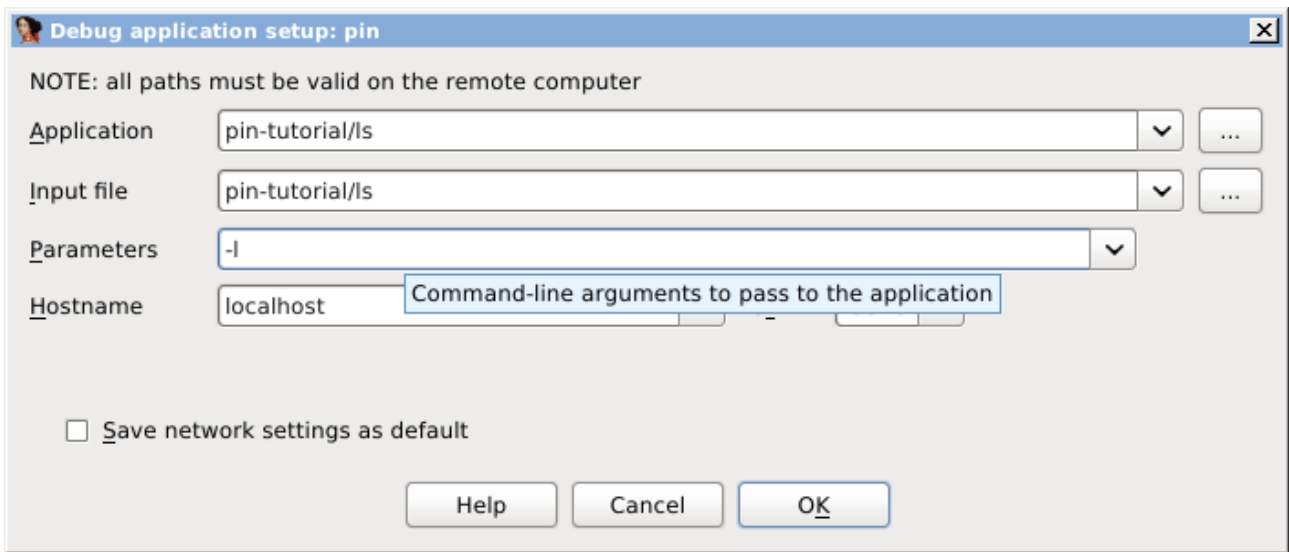 Debug application setup: pin
NOTE: all paths must be valid on the remote computer
Application pin-tutorial/ls ...
Input file pin-tutorial/ls ...
Parameters -l
Command-line arguments to pass to the application
Hostname localhost
Save network settings as default
Help Cancel OK